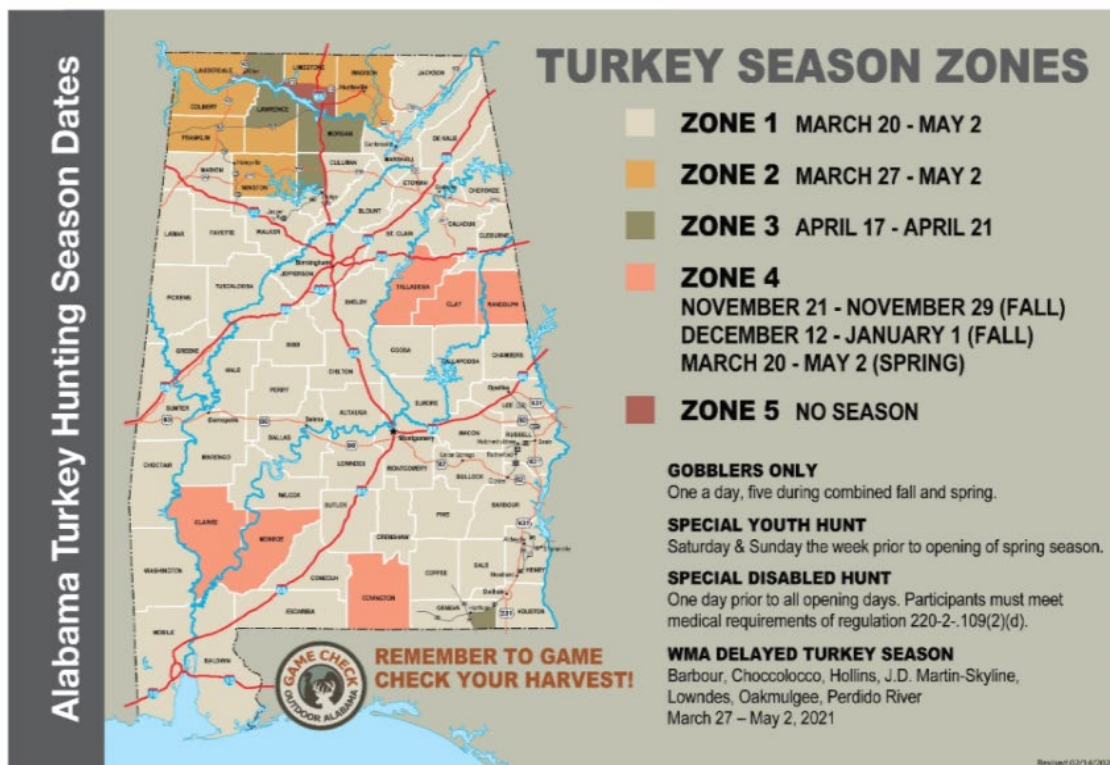 Alabama Turkey Hunting Season Dates
TURKEY SEASON ZONES
ZONE 1 MARCH 20 - MAY 2
ZONE 2 MARCH 27 - MAY 2
ZONE 3 APRIL 17 - APRIL 21
ZONE 4
NOVEMBER 21 - NOVEMBER 29 (FALL)
DECEMBER 12 - JANUARY 1 (FALL)
MARCH 20 - MAY 2 (SPRING)
ZONE 5 NO SEASON
GOBBLERS ONLY
One a day, five during combined fall and spring.
SPECIAL YOUTH HUNT
Saturday & Sunday the week prior to opening of spring season.
SPECIAL DISABLED HUNT
One day prior to all opening days. Participants must meet
medical requirements of regulation 220-2-.109(2)(d).
WMA DELAYED TURKEY SEASON
Barbour, Choccolocco, Hollins, J.D. Martin-Skyline,
Lowndes, Oakmulgee, Perdido River
March 27 – May 2, 2021
REMEMBER TO GAME
CHECK YOUR HARVEST!
GAME CHECK
OUTDOOR ALABAMA
LAUDERDALE
LIMESTONE
MADISON
JACKSON
Huntsville
COLBERT
LAWRENCE
FRANKLIN
MORGAN
DE KALB
MARSHALL
MARION
WINSTON
CULLMAN
ETOWAH
CHEROKEE
BLOUNT
LAMAR
FAYETTE
WALKER
ST. CLAIR
CALHOUN
CLEBURNE
Birmingham
JEFFERSON
TALLADEGA
PICKENS
TUSCALOOSA
SHELBY
CLAY
RANDOLPH
GREENE
BIBB
COOSA
TALLAPOOSA
CHAMBERS
HALE
PERRY
CHILTON
SUMTER
AUTAUGA
ELMORE
Opelika
LEE
Demopolis
Selma
DALLAS
Montgomery
MACON
RUSSELL
CHOCTAW
MARENGO
LOWNDES
MONTGOMERY
BULLOCK
WILCOX
BUTLER
PIKE
BARBOUR
CLARKE
MONROE
CRENSHAW
WASHINGTON
CONECUH
COVINGTON
COFFEE
DALE
HENRY
ESCAMBIA
GENEVA
HOUSTON
MOBILE
BALDWIN